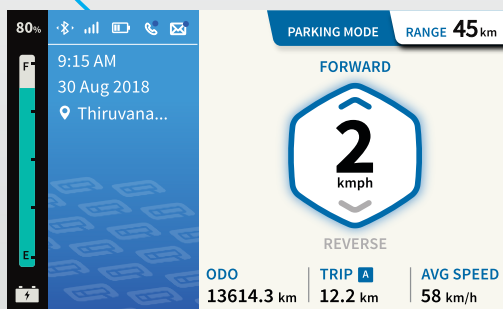 80%
F
E
9:15 AM
30 Aug 2018
Thiruvana...
PARKING MODE
RANGE 45 km
FORWARD
2
kmph
REVERSE
ODO
13614.3 km
TRIP A
12.2 km
AVG SPEED
58 km/h